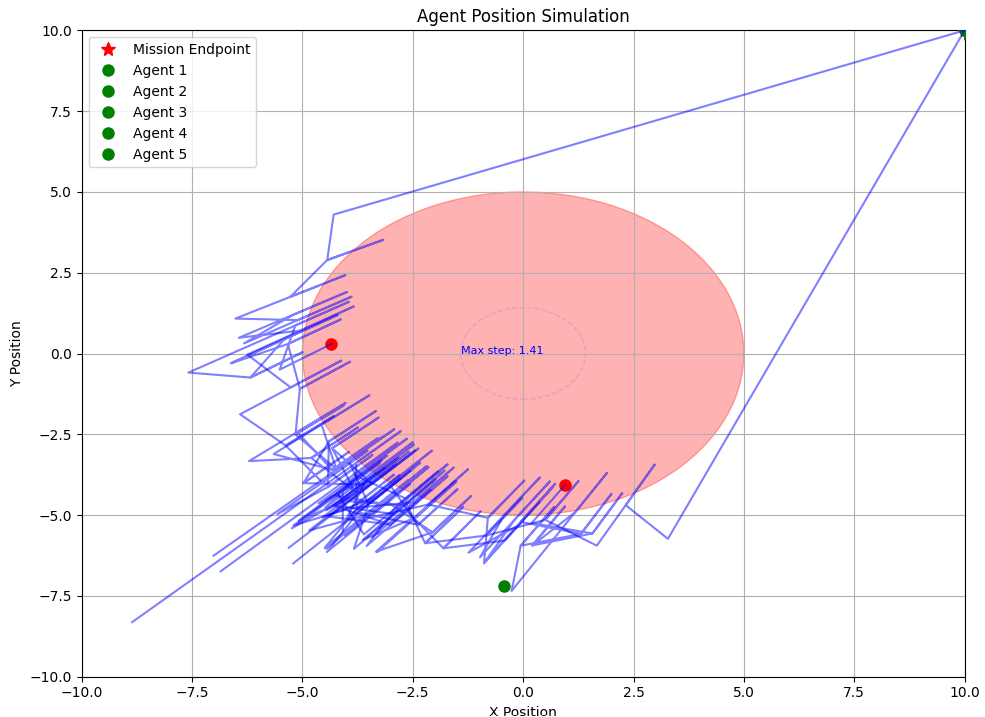 Agent Position Simulation
Mission Endpoint
Agent 1
Agent 2
Agent 3
Agent 4
Agent 5
10.0
7.5
5.0
2.5
0.0
−2.5
−5.0
−7.5
−10.0
Y Position
Max step: 1.41
−10.0 −7.5 −5.0 −2.5 0.0 2.5 5.0 7.5 10.0
X Position